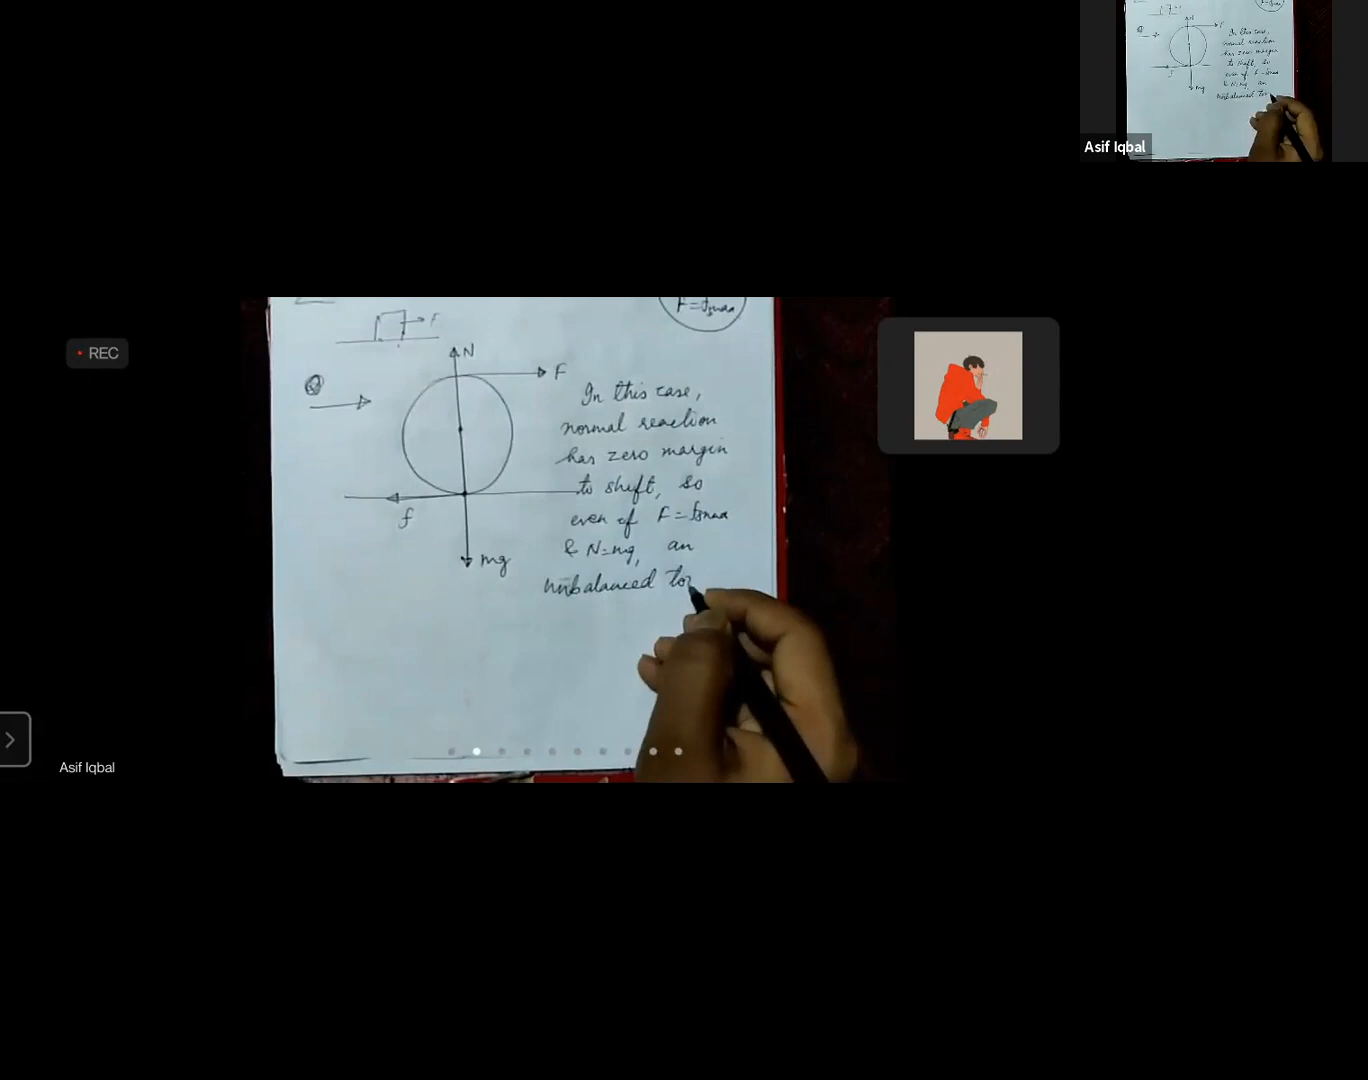 Asif Iqbal
REC
F = fsmax
F
N
F
Q
In this case,
normal reaction
has zero margin
to shift, so
even if F = fsmax
& N=mg, an
unbalanced tor
f
mg
Asif Iqbal